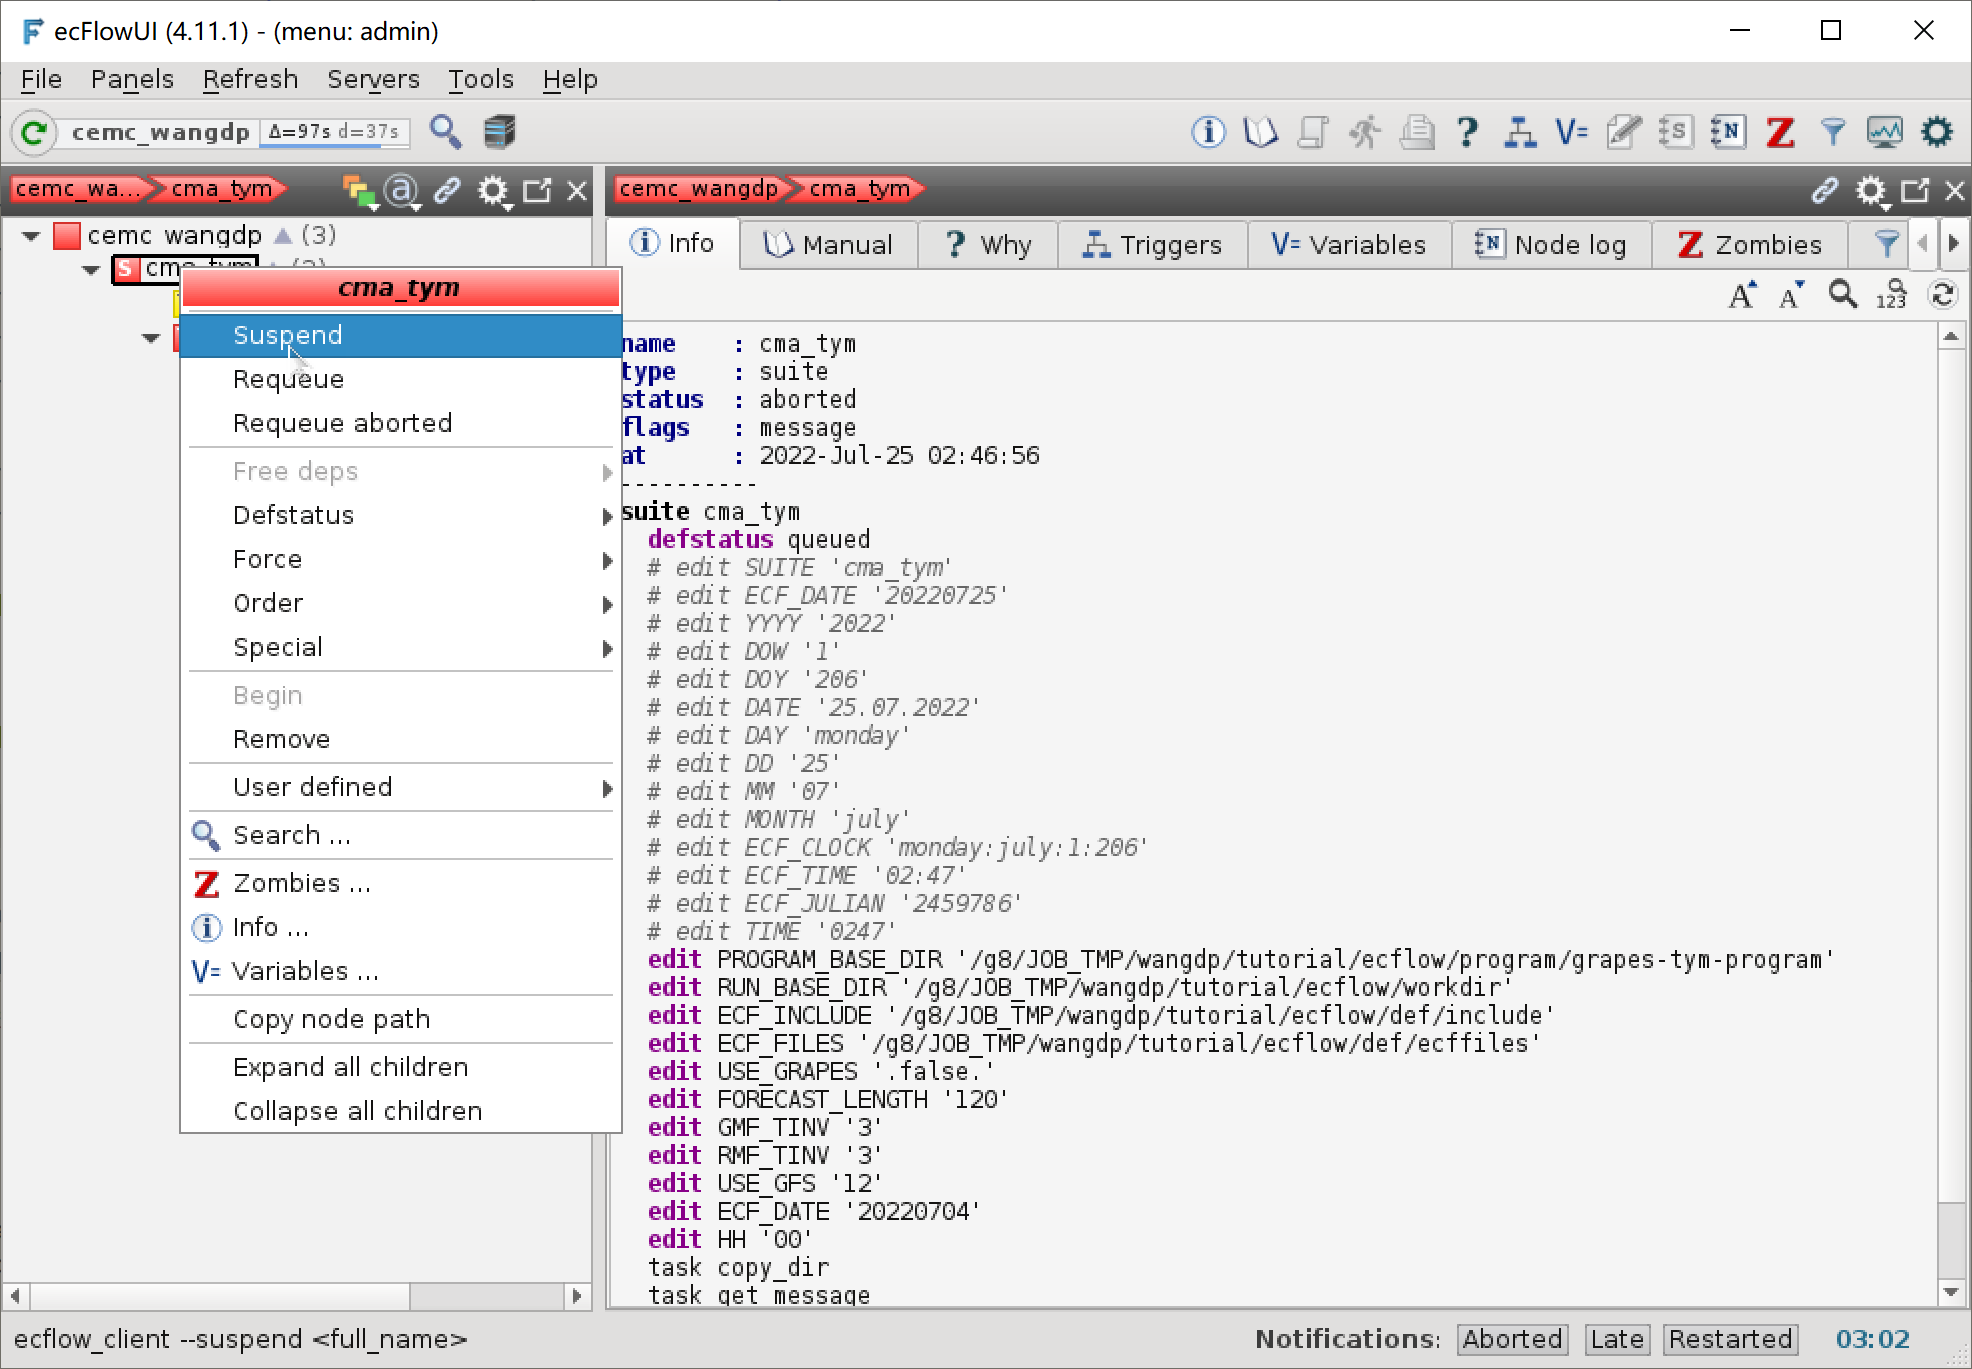 ecFlowUI (4.11.1) - (menu: admin)
File Panels Refresh Servers Tools Help
cemc_wangdp Δ=97s d=37s
cemc_wa... cma_tym
cemc_wangdp (3)
S cma_tym
cma_tym
Suspend
Requeue
Requeue aborted
Free deps
Defstatus
Force
Order
Special
Begin
Remove
User defined
Search ...
Z Zombies ...
i Info ...
V= Variables ...
Copy node path
Expand all children
Collapse all children
cemc_wangdp cma_tym
Info Manual ? Why Triggers V= Variables N Node log Z Zombies
name : cma_tym
type : suite
status : aborted
flags : message
at : 2022-Jul-25 02:46:56
----------
suite cma_tym
defstatus queued
# edit SUITE 'cma_tym'
# edit ECF_DATE '20220725'
# edit YYYY '2022'
# edit DOW '1'
# edit DOY '206'
# edit DATE '25.07.2022'
# edit DAY 'monday'
# edit DD '25'
# edit MM '07'
# edit MONTH 'july'
# edit ECF_CLOCK 'monday:july:1:206'
# edit ECF_TIME '02:47'
# edit ECF_JULIAN '2459786'
# edit TIME '0247'
edit PROGRAM_BASE_DIR '/g8/JOB_TMP/wangdp/tutorial/ecflow/program/grapes-tym-program'
edit RUN_BASE_DIR '/g8/JOB_TMP/wangdp/tutorial/ecflow/workdir'
edit ECF_INCLUDE '/g8/JOB_TMP/wangdp/tutorial/ecflow/def/include'
edit ECF_FILES '/g8/JOB_TMP/wangdp/tutorial/ecflow/def/ecffiles'
edit USE_GRAPES '.false.'
edit FORECAST_LENGTH '120'
edit GMF_TINV '3'
edit RMF_TINV '3'
edit USE_GFS '12'
edit ECF_DATE '20220704'
edit HH '00'
task copy_dir
task get_message
ecflow_client --suspend <full_name>
Notifications: Aborted Late Restarted 03:02